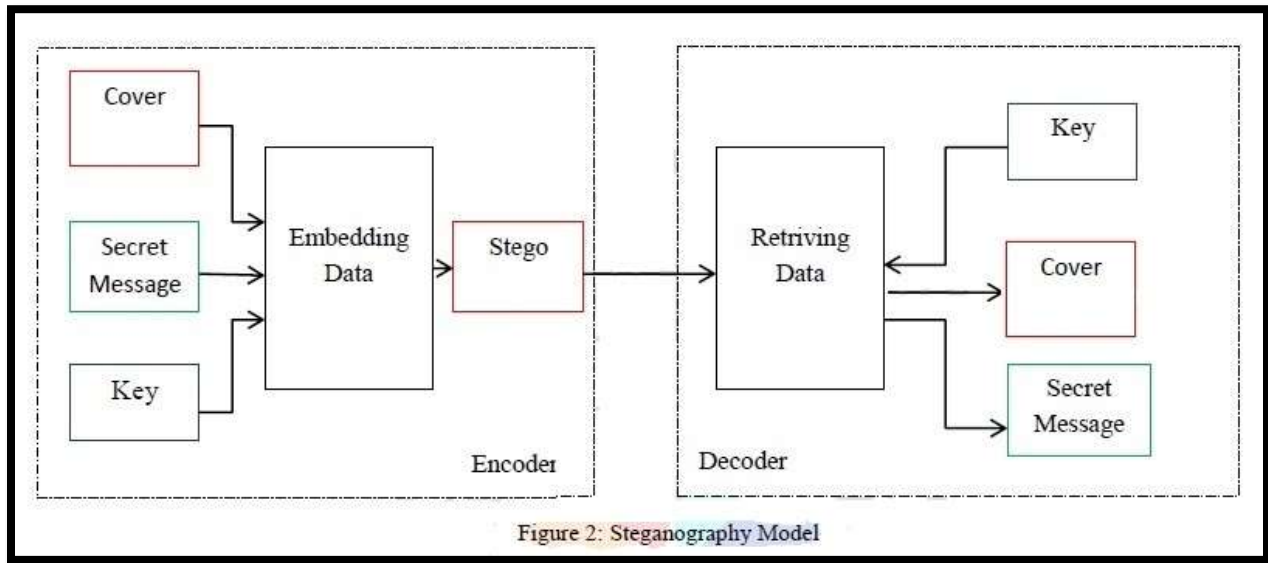 Cover
Secret
Message
Key
Embedding
Data
Stego
Encoder
Retriving
Data
Key
Cover
Secret
Message
Decoder
Figure 2: Steganography Model